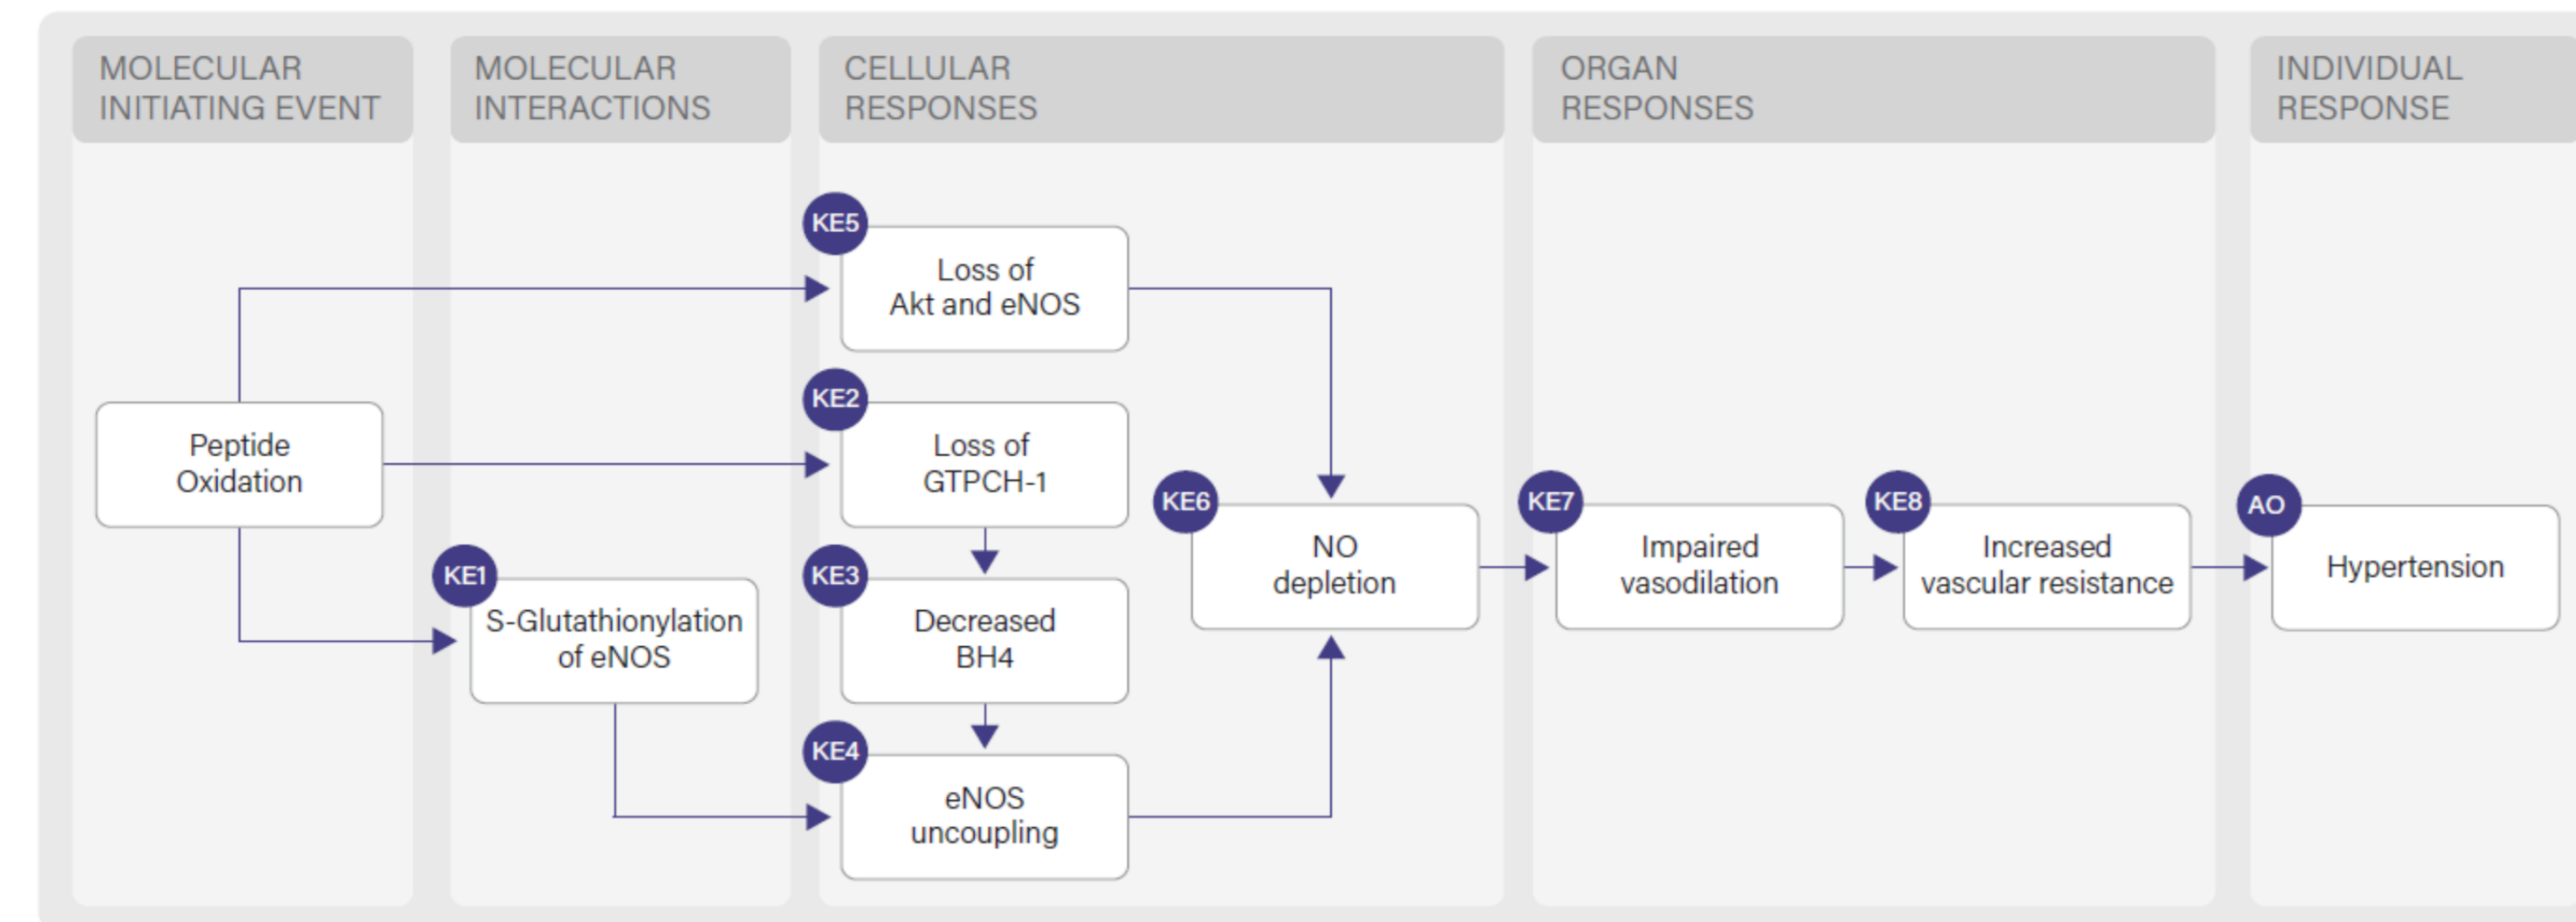 MOLECULAR
INITIATING EVENT
MOLECULAR
INTERACTIONS
CELLULAR
RESPONSES
ORGAN
RESPONSES
INDIVIDUAL
RESPONSE
Peptide
Oxidation
KE1
S-Glutathionylation
of eNOS
KE5
Loss of
Akt and eNOS
KE2
Loss of
GTPCH-1
KE3
Decreased
BH4
KE4
eNOS
uncoupling
KE6
NO
depletion
KE7
Impaired
vasodilation
KE8
Increased
vascular resistance
AO
Hypertension